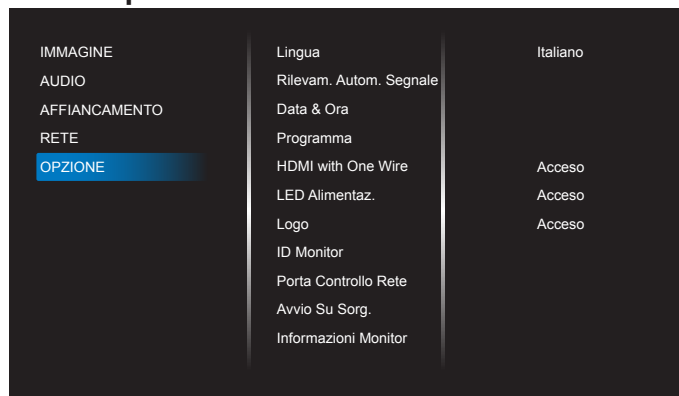 IMMAGINE
AUDIO
AFFIANCAMENTO
RETE
OPZIONE
Lingua
Rilevam. Autom. Segnale
Data & Ora
Programma
HDMI with One Wire
LED Alimentaz.
Logo
ID Monitor
Porta Controllo Rete
Avvio Su Sorg.
Informazioni Monitor
Italiano
Acceso
Acceso
Acceso